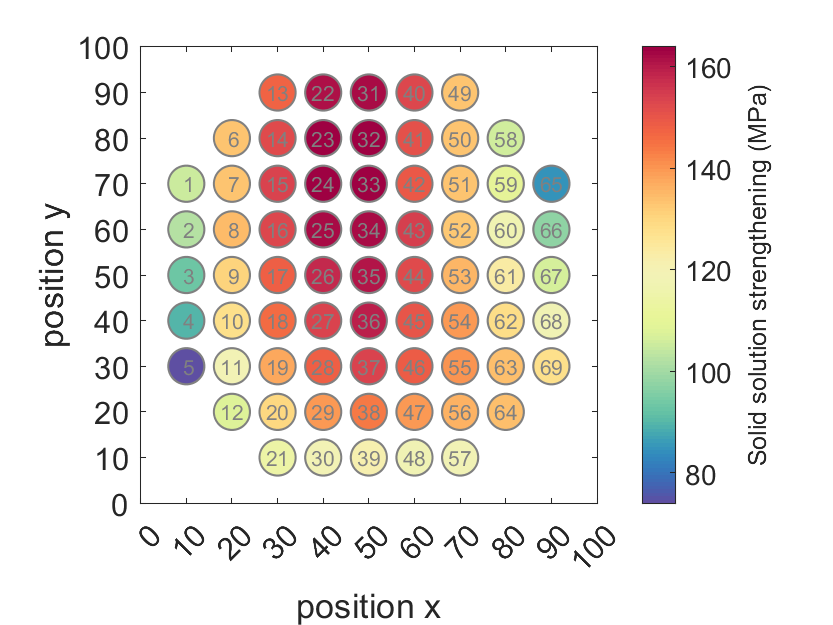 100
90
80
70
60
50
40
30
20
10
0
13 22 31 40 49
6 14 23 32 41 50 58
1 7 15 24 33 42 51 59 65
2 8 16 25 34 43 52 60 66
3 9 17 26 35 44 53 61 67
4 10 18 27 36 45 54 62 68
5 11 19 28 37 46 55 63 69
12 20 29 38 47 56 64
21 30 39 48 57
0 10 20 30 40 50 60 70 80 90 100
position x
position y
160
140
120
100
80
Solid solution strengthening (MPa)